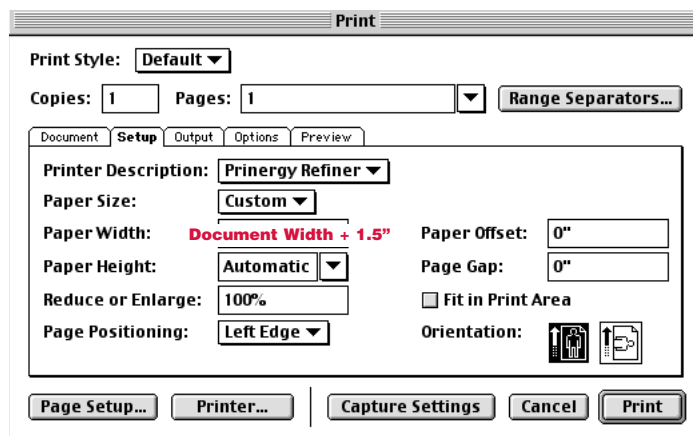 Print
Print Style: Default
Copies: 1 Pages: 1 Range Separators...
Document Setup Output Options Preview
Printer Description: Prinergy Refiner
Paper Size: Custom
Paper Width: Document Width + 1.5” Paper Offset: 0"
Paper Height: Automatic Page Gap: 0"
Reduce or Enlarge: 100% Fit in Print Area
Page Positioning: Left Edge Orientation:
Page Setup... Printer... Capture Settings Cancel Print